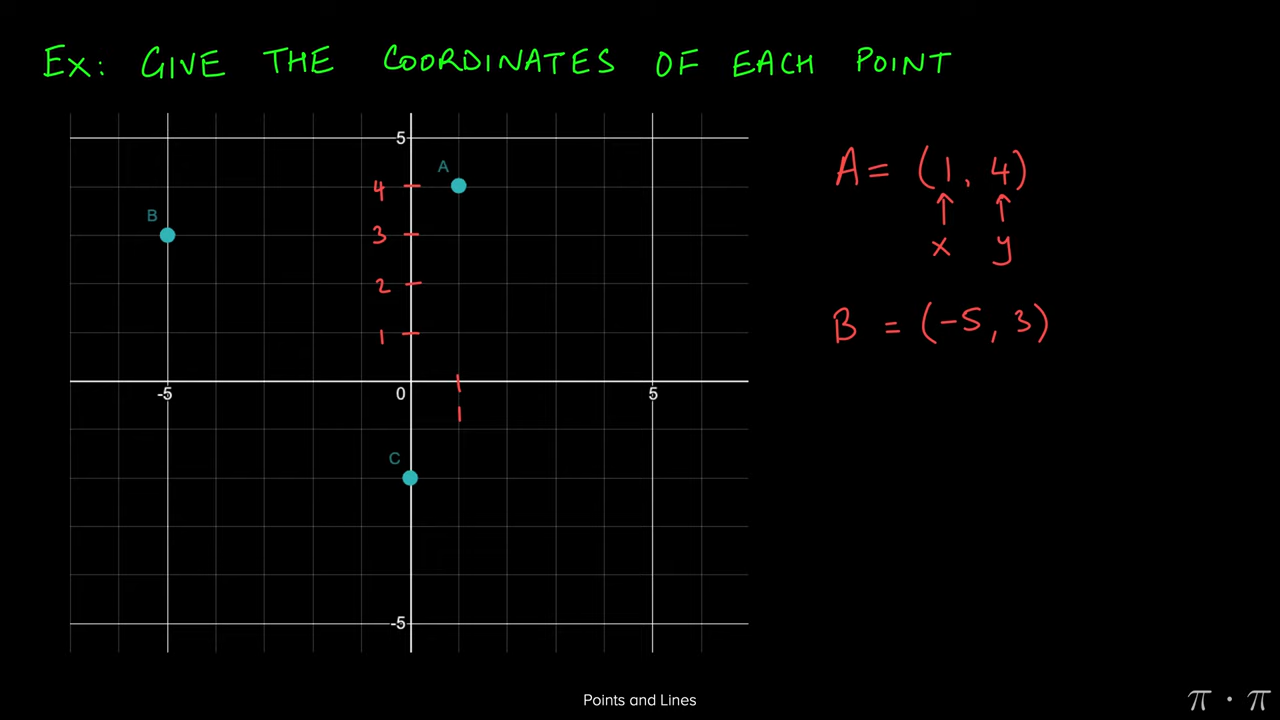 EX: GIVE THE COORDINATES OF EACH POINT
5
A
A = (1, 4)
4
B
3
x y
2
B = (-5, 3)
1
-5 0 5
1
C
-5
Points and Lines
π · π